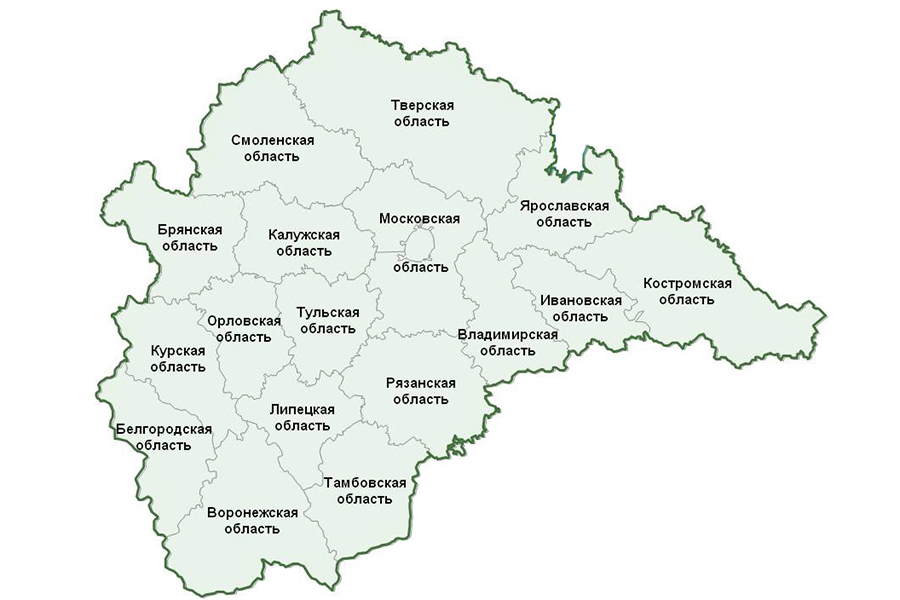 Тверская
область
Смоленская
область
Ярославская
область
Московская
область
Брянская
область
Калужская
область
Костромская
область
Ивановская
область
Тульская
область
Орловская
область
Владимирская
область
Курская
область
Рязанская
область
Липецкая
область
Белгородская
область
Тамбовская
область
Воронежская
область